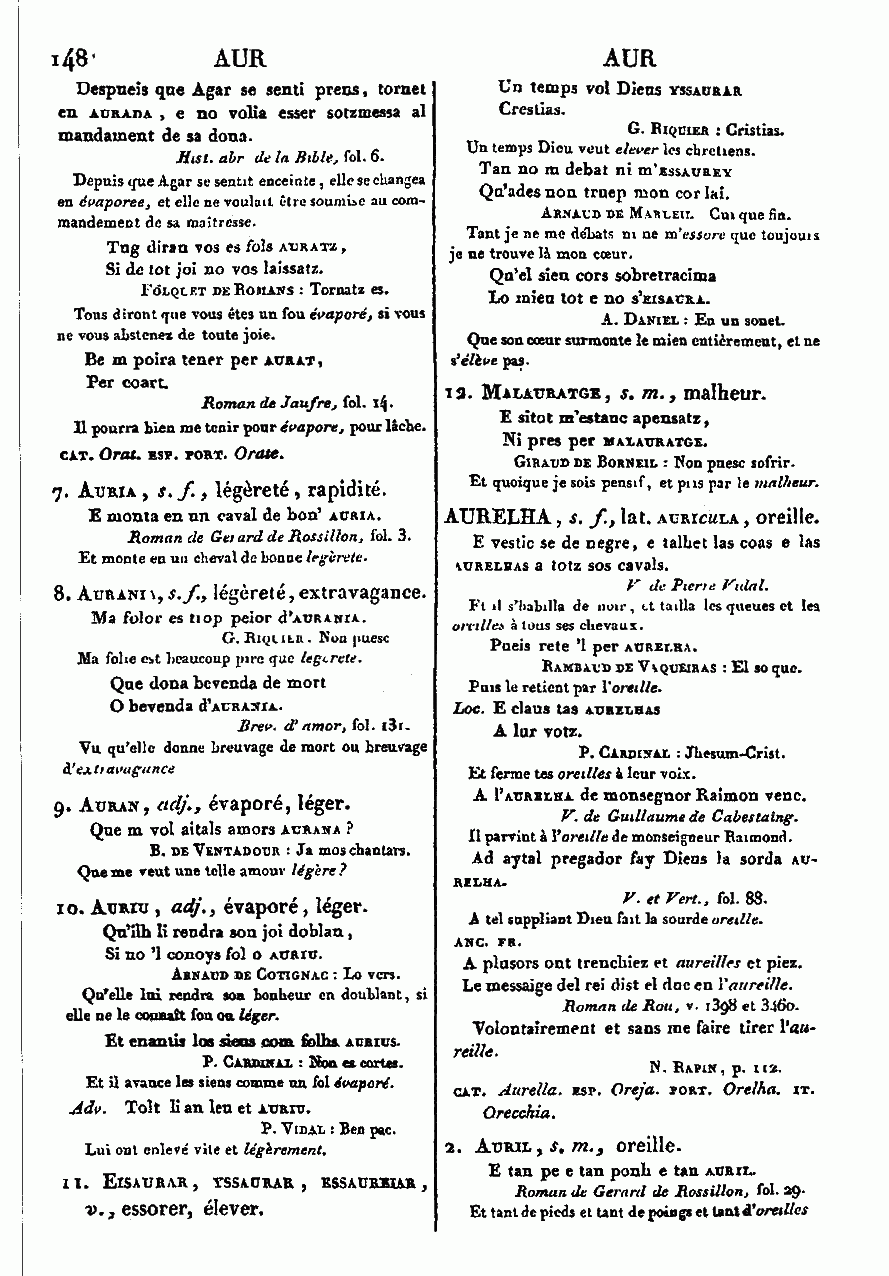 148
AUR
Despueis que Agar se senti prens, tornet
en AURADA, e no volia esser sotzmessa al
mandament de sa dona.
Hist. abr de la Bible, fol. 6.
Depuis que Agar se sentit enceinte, elle se changea
en évaporee, et elle ne voulait être soumise au com-
mandement de sa maîtresse.
Tug diran vos es fols AURATZ,
Si de tot joi no vos laissatz.
FOLQUET DE ROMANS : Tornatz es.
Tous diront que vous êtes un fou évaporé, si vous
ne vous abstenez de toute joie.
Be m poira tener per AURAT,
Per coart.
Roman de Jaufre, fol. 14.
Il pourra bien me tenir pour évapore, pour lâche.
CAT. Orat. ESP. PORT. Orate.
7. AURIA, s. f., légèreté, rapidité.
E monta en un caval de bon' AURIA.
Roman de Gerard de Rossillon, fol. 3.
Et monte en un cheval de bonne legèrete.
8. AURANIA, s. f., légèreté, extravagance.
Ma folor es trop peior d'AURANIA.
G. RIQUIER. Non puesc
Ma folie est beaucoup pire que legerete.
Que dona bevenda de mort
O bevenda d'AURANIA.
Brev. d'amor, fol. 131.
Vu qu'elle donne breuvage de mort ou breuvage
d'extravagance
9. AURAN, adj., évaporé, léger.
Que m vol aitals amors AURANA ?
B. DE VENTADOUR : Ja mos chantars.
Que me veut une telle amour légère ?
10. AURIU, adj., évaporé, léger.
Qu'ilh li rendra son joi doblan,
Si no 'l conoys fol o AURIU.
ARNAUD DE COTIGNAC : Lo vers.
Qu'elle lui rendra son bonheur en doublant, si
elle ne le connaît fou ou léger.
Et enantis los siens com folhs AURIUS.
P. CARDINAL : Non es cortes.
Et il avance les siens comme un fol évaporé.
Adv. Tolt li an leu et AURIU.
P. VIDAL : Ben pac.
Lui ont enlevé vite et légèrement.
11. EISAURAR, YSSAURAR, ESSAUREIAR,
v., essorer, élever.
AUR
Un temps vol Dieus YSSAURAR
Crestias.
G. RIQUIER : Cristias.
Un temps Dieu veut elever les chretiens.
Tan no m debat ni m'ESSAUREY
Qu'ades non truep mon cor lai.
ARNAUD DE MARUEIL. Cui que fin.
Tant je ne me débats ni ne m'essore que toujours
je ne trouve là mon cœur.
Qu'el sieu cors sobretracima
Lo mieu tot e no s'EISAURA.
A. DANIEL : En un sonet.
Que son cœur surmonte le mien entièrement, et ne
s'élève pas.
12. MALAURATGE, s. m., malheur.
E sitot m'estauc apensatz,
Ni pres per MALAURATGE.
GIRAUD DE BORNEIL : Non puesc sofrir.
Et quoique je sois pensif, et pris par le malheur.
AURELHA, s. f., lat. AURICULA, oreille.
E vestic se de negre, e talhet las coas e las
AURELHAS a totz sos cavals.
V de Pierre Vidal.
Et il s'habilla de noir, et tailla les queues et les
oreilles à tous ses chevaux.
Pueis rete 'l per AURELHA.
RAMBAUD DE VAQUEIRAS : El so que.
Puis le retient par l'oreille.
Loc. E claus tas AURELHAS
A lur votz.
P. CARDINAL : Jhesum-Crist.
Et ferme tes oreilles à leur voix.
A l'AURELHA de monsegnor Raimon venc.
V. de Guillaume de Cabestaing.
Il parvint à l'oreille de monseigneur Raimond.
Ad aytal pregador fay Dieus la sorda AU-
RELHA.
V. et Vert., fol. 88.
A tel suppliant Dieu fait la sourde oreille.
ANC. FR.
A plusors ont trenchiez et aureilles et piez.
Le messaige del rei dist el duc en l'aureille.
Roman de Rou, v. 1398 et 3460.
Volontairement et sans me faire tirer l'au-
reille.
N. RAPIN, p. 112.
CAT. Aurella. ESP. Oreja. PORT. Orelha. IT.
Orecchia.
2. AURIL, s. m., oreille.
E tan pe e tan ponh e tan AURIL.
Roman de Gerard de Rossillon, fol. 29.
Et tant de pieds et tant de poings et tant d'oreilles